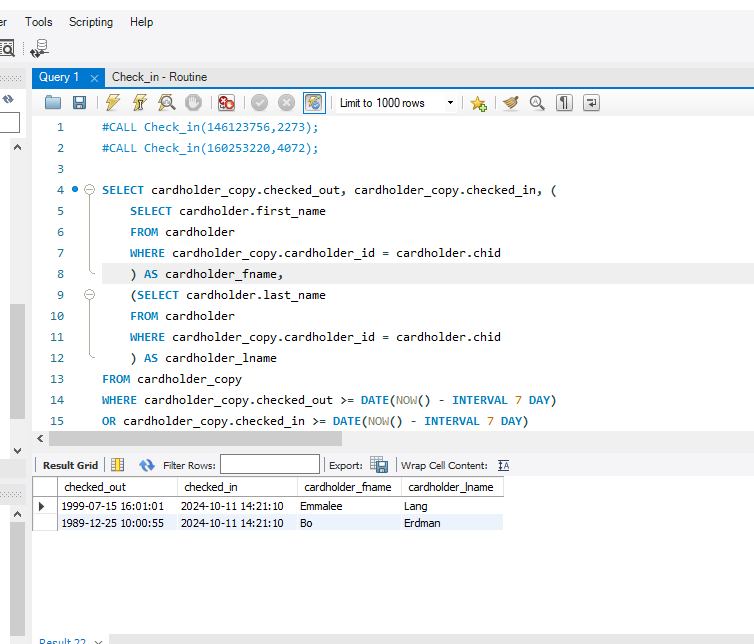 er Tools Scripting Help
Query 1 Check_in - Routine
Limit to 1000 rows
1 #CALL Check_in(146123756,2273);
2 #CALL Check_in(160253220,4072);
3
4 SELECT cardholder_copy.checked_out, cardholder_copy.checked_in, (
5 SELECT cardholder.first_name
6 FROM cardholder
7 WHERE cardholder_copy.cardholder_id = cardholder.chid
8 ) AS cardholder_fname,
9 (SELECT cardholder.last_name
10 FROM cardholder
11 WHERE cardholder_copy.cardholder_id = cardholder.chid
12 ) AS cardholder_lname
13 FROM cardholder_copy
14 WHERE cardholder_copy.checked_out >= DATE(NOW() - INTERVAL 7 DAY)
15 OR cardholder_copy.checked_in >= DATE(NOW() - INTERVAL 7 DAY)
Result Grid Filter Rows: Export: Wrap Cell Content:
checked_out checked_in cardholder_fname cardholder_lname
1999-07-15 16:01:01 2024-10-11 14:21:10 Emmalee Lang
1989-12-25 10:00:55 2024-10-11 14:21:10 Bo Erdman
Result 22